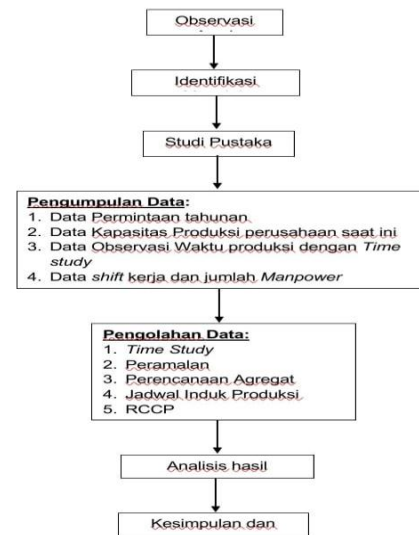 Observasi
Identifikasi
Studi Pustaka
Pengumpulan Data:
1. Data Permintaan tahunan
2. Data Kapasitas Produksi perusahaan saat ini
3. Data Observasi Waktu produksi dengan Time
study
4. Data shift kerja dan jumlah Manpower
Pengolahan Data:
1. Time Study
2. Peramalan
3. Perencanaan Agregat
4. Jadwal Induk Produksi
5. RCCP
Analisis hasil
Kesimpulan dan